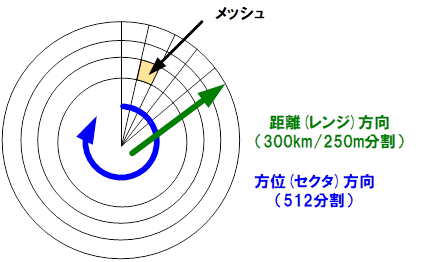 メッシュ
距離(レンジ)方向
(300km/250m分割)
方位(セクタ)方向
(512分割)